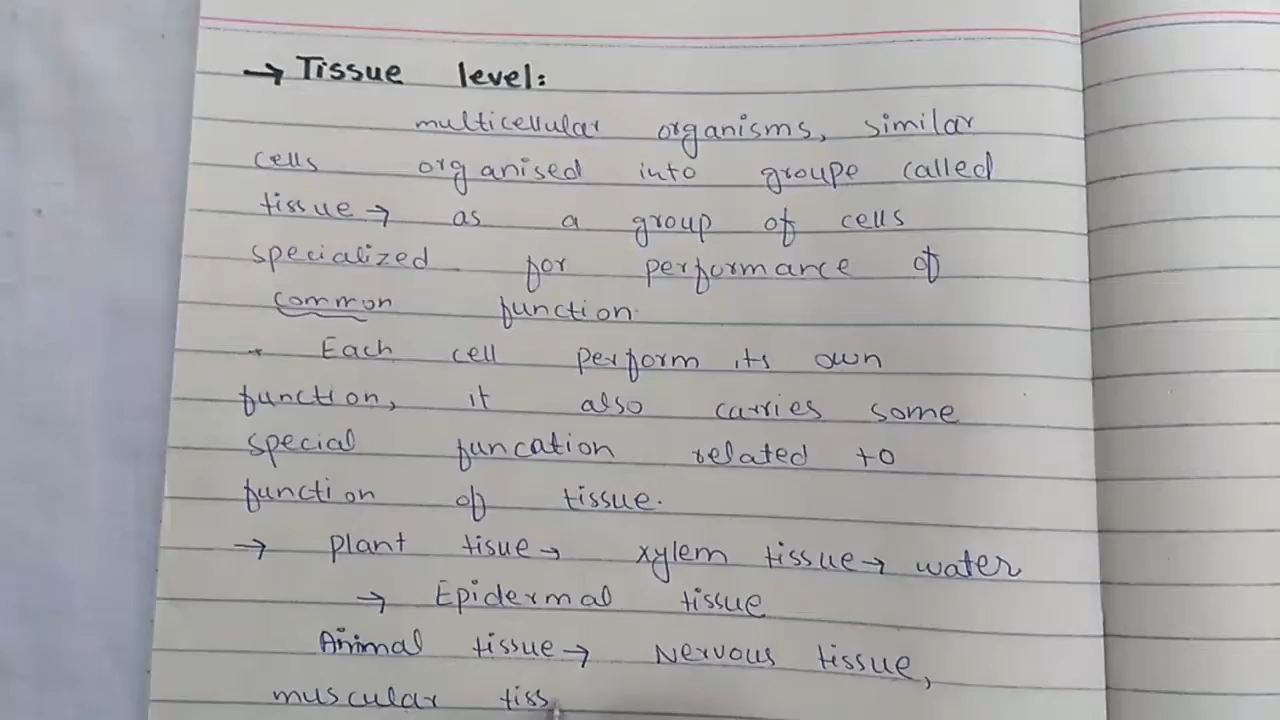 → Tissue level:
multicellular organisms, similar
cells organised into groupe called
tissue → as a group of cells
specialized for performance of
common function.
Each cell perform its own
function, it also carries some
special funcation related to
function of tissue.
→ plant tisue → xylem tissue → water
→ Epidermal tissue
Animal tissue → Nervous tissue,
muscular tiss